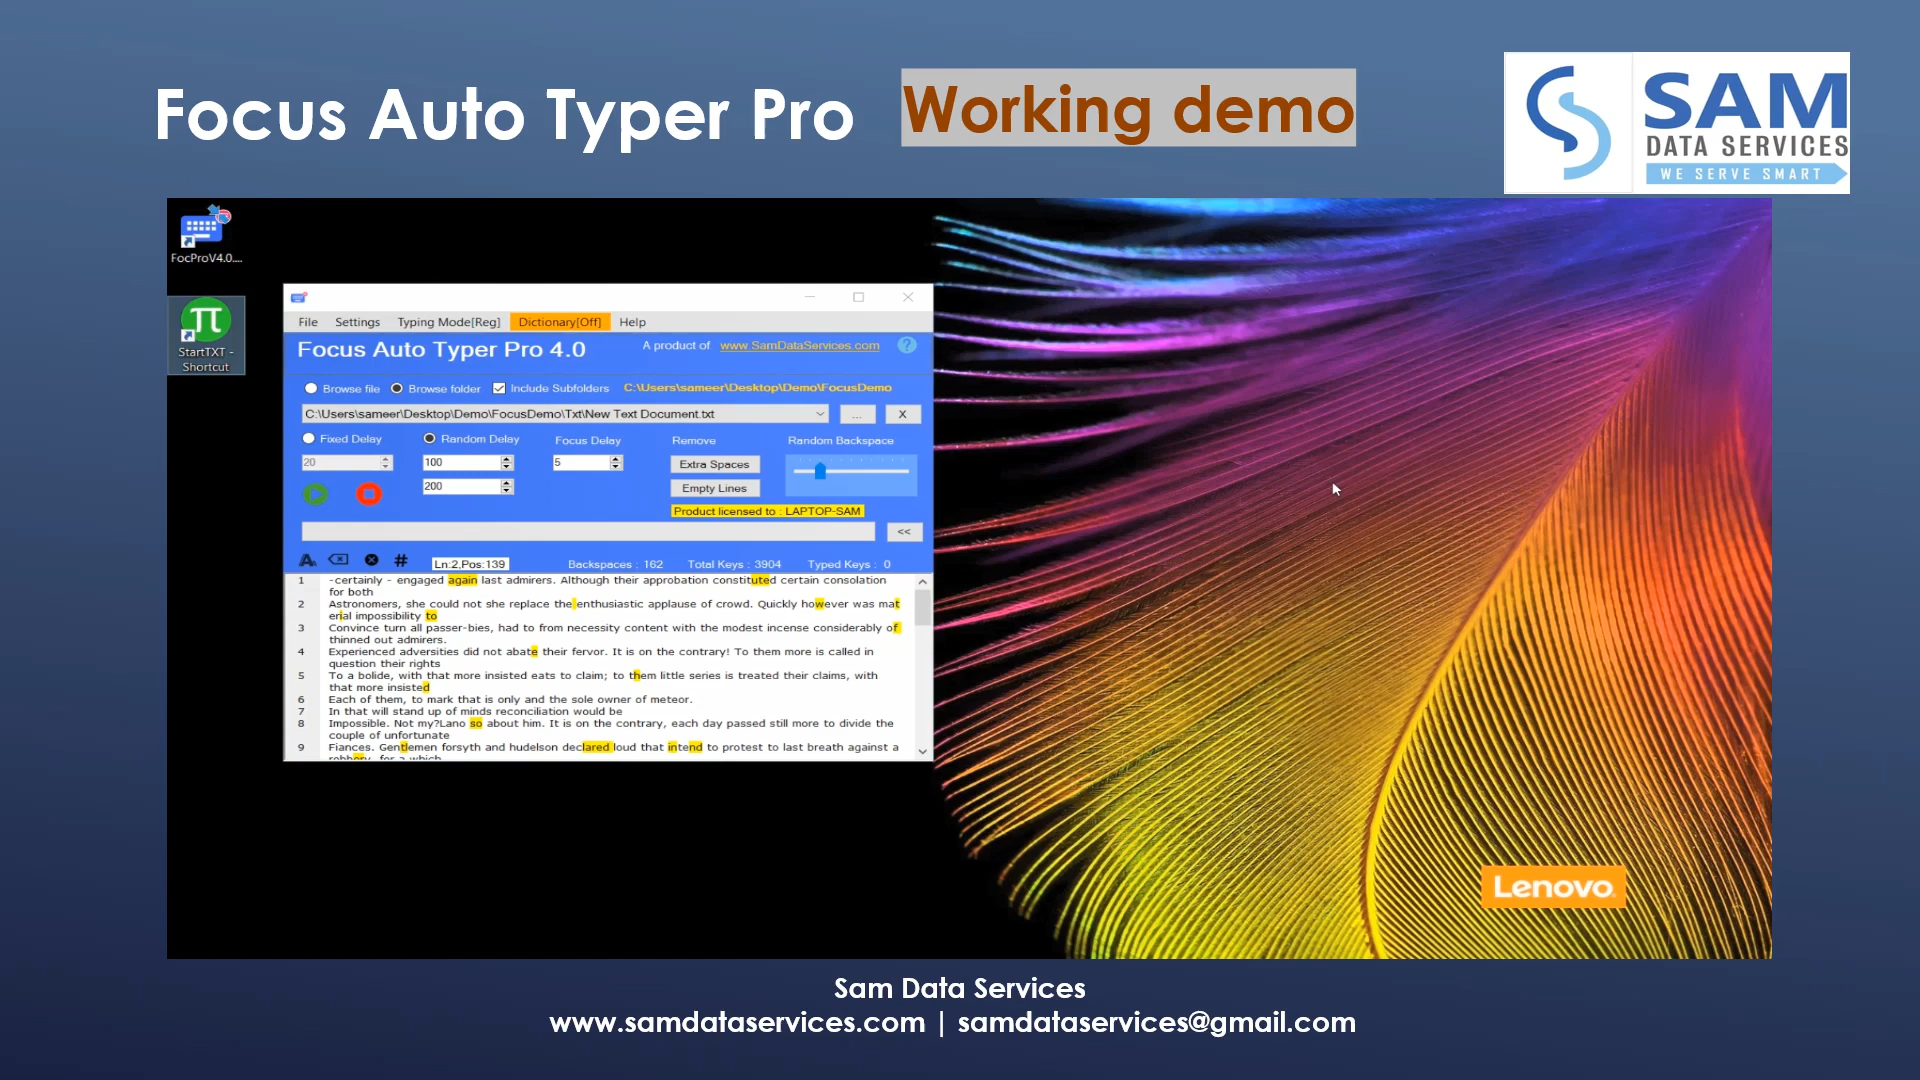 Focus Auto Typer Pro Working demo
SAM
DATA SERVICES
WE SERVE SMART
FocProV4.0....
StartTXT -
Shortcut
File Settings Typing Mode[Reg] Dictionary[Off] Help
Focus Auto Typer Pro 4.0 A product of www.SamDataServices.com ?
Browse file Browse folder Include Subfolders C:\Users\sameer\Desktop\Demo\FocusDemo
C:\Users\sameer\Desktop\Demo\FocusDemo\Txt\New Text Document.txt ... X
Fixed Delay Random Delay Focus Delay Remove Random Backspace
20 100 5 Extra Spaces
200 Empty Lines
Product licensed to : LAPTOP-SAM
<<
A # Ln:2,Pos:139 Backspaces : 162 Total Keys : 3904 Typed Keys : 0
1 -certainly - engaged again last admirers. Although their approbation constituted certain consolation
for both
2 Astronomers, she could not she replace the enthusiastic applause of crowd. Quickly however was mat
erial impossibility to
3 Convince turn all passer-bies, had to from necessity content with the modest incense considerably of
thinned out admirers.
4 Experienced adversities did not abate their fervor. It is on the contrary! To them more is called in
question their rights
5 To a bolide, with that more insisted eats to claim; to them little series is treated their claims, with
that more insisted
6 Each of them, to mark that is only and the sole owner of meteor.
7 In that will stand up of minds reconciliation would be
8 Impossible. Not my?Lano so about him. It is on the contrary, each day passed still more to divide the
couple of unfortunate
9 Fiances. Gentlemen forsyth and hudelson declared loud that intend to protest to last breath against a
robbery, for a which
Lenovo
Sam Data Services
www.samdataservices.com | samdataservices@gmail.com